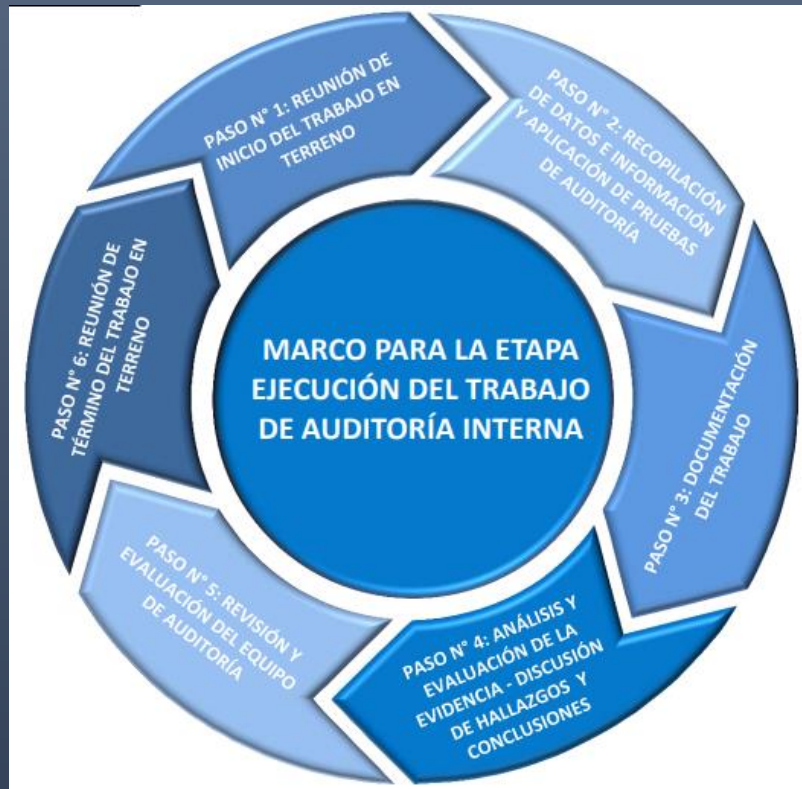 MARCO PARA LA ETAPA
EJECUCIÓN DEL TRABAJO
DE AUDITORÍA INTERNA
PASO N° 1: REUNIÓN DE
INICIO DEL TRABAJO EN
TERRENO
PASO N° 2: RECOPILACIÓN
DE DATOS E INFORMACIÓN
Y APLICACIÓN DE PRUEBAS
DE AUDITORÍA
PASO N° 3: DOCUMENTACIÓN
DEL TRABAJO
PASO N° 4: ANÁLISIS Y
EVALUACIÓN DE LA
EVIDENCIA - DISCUSIÓN
DE HALLAZGOS Y
CONCLUSIONES
PASO N° 5: REVISIÓN Y
EVALUACIÓN DEL EQUIPO
DE AUDITORÍA
PASO N° 6: REUNIÓN DE
TÉRMINO DEL TRABAJO EN
TERRENO